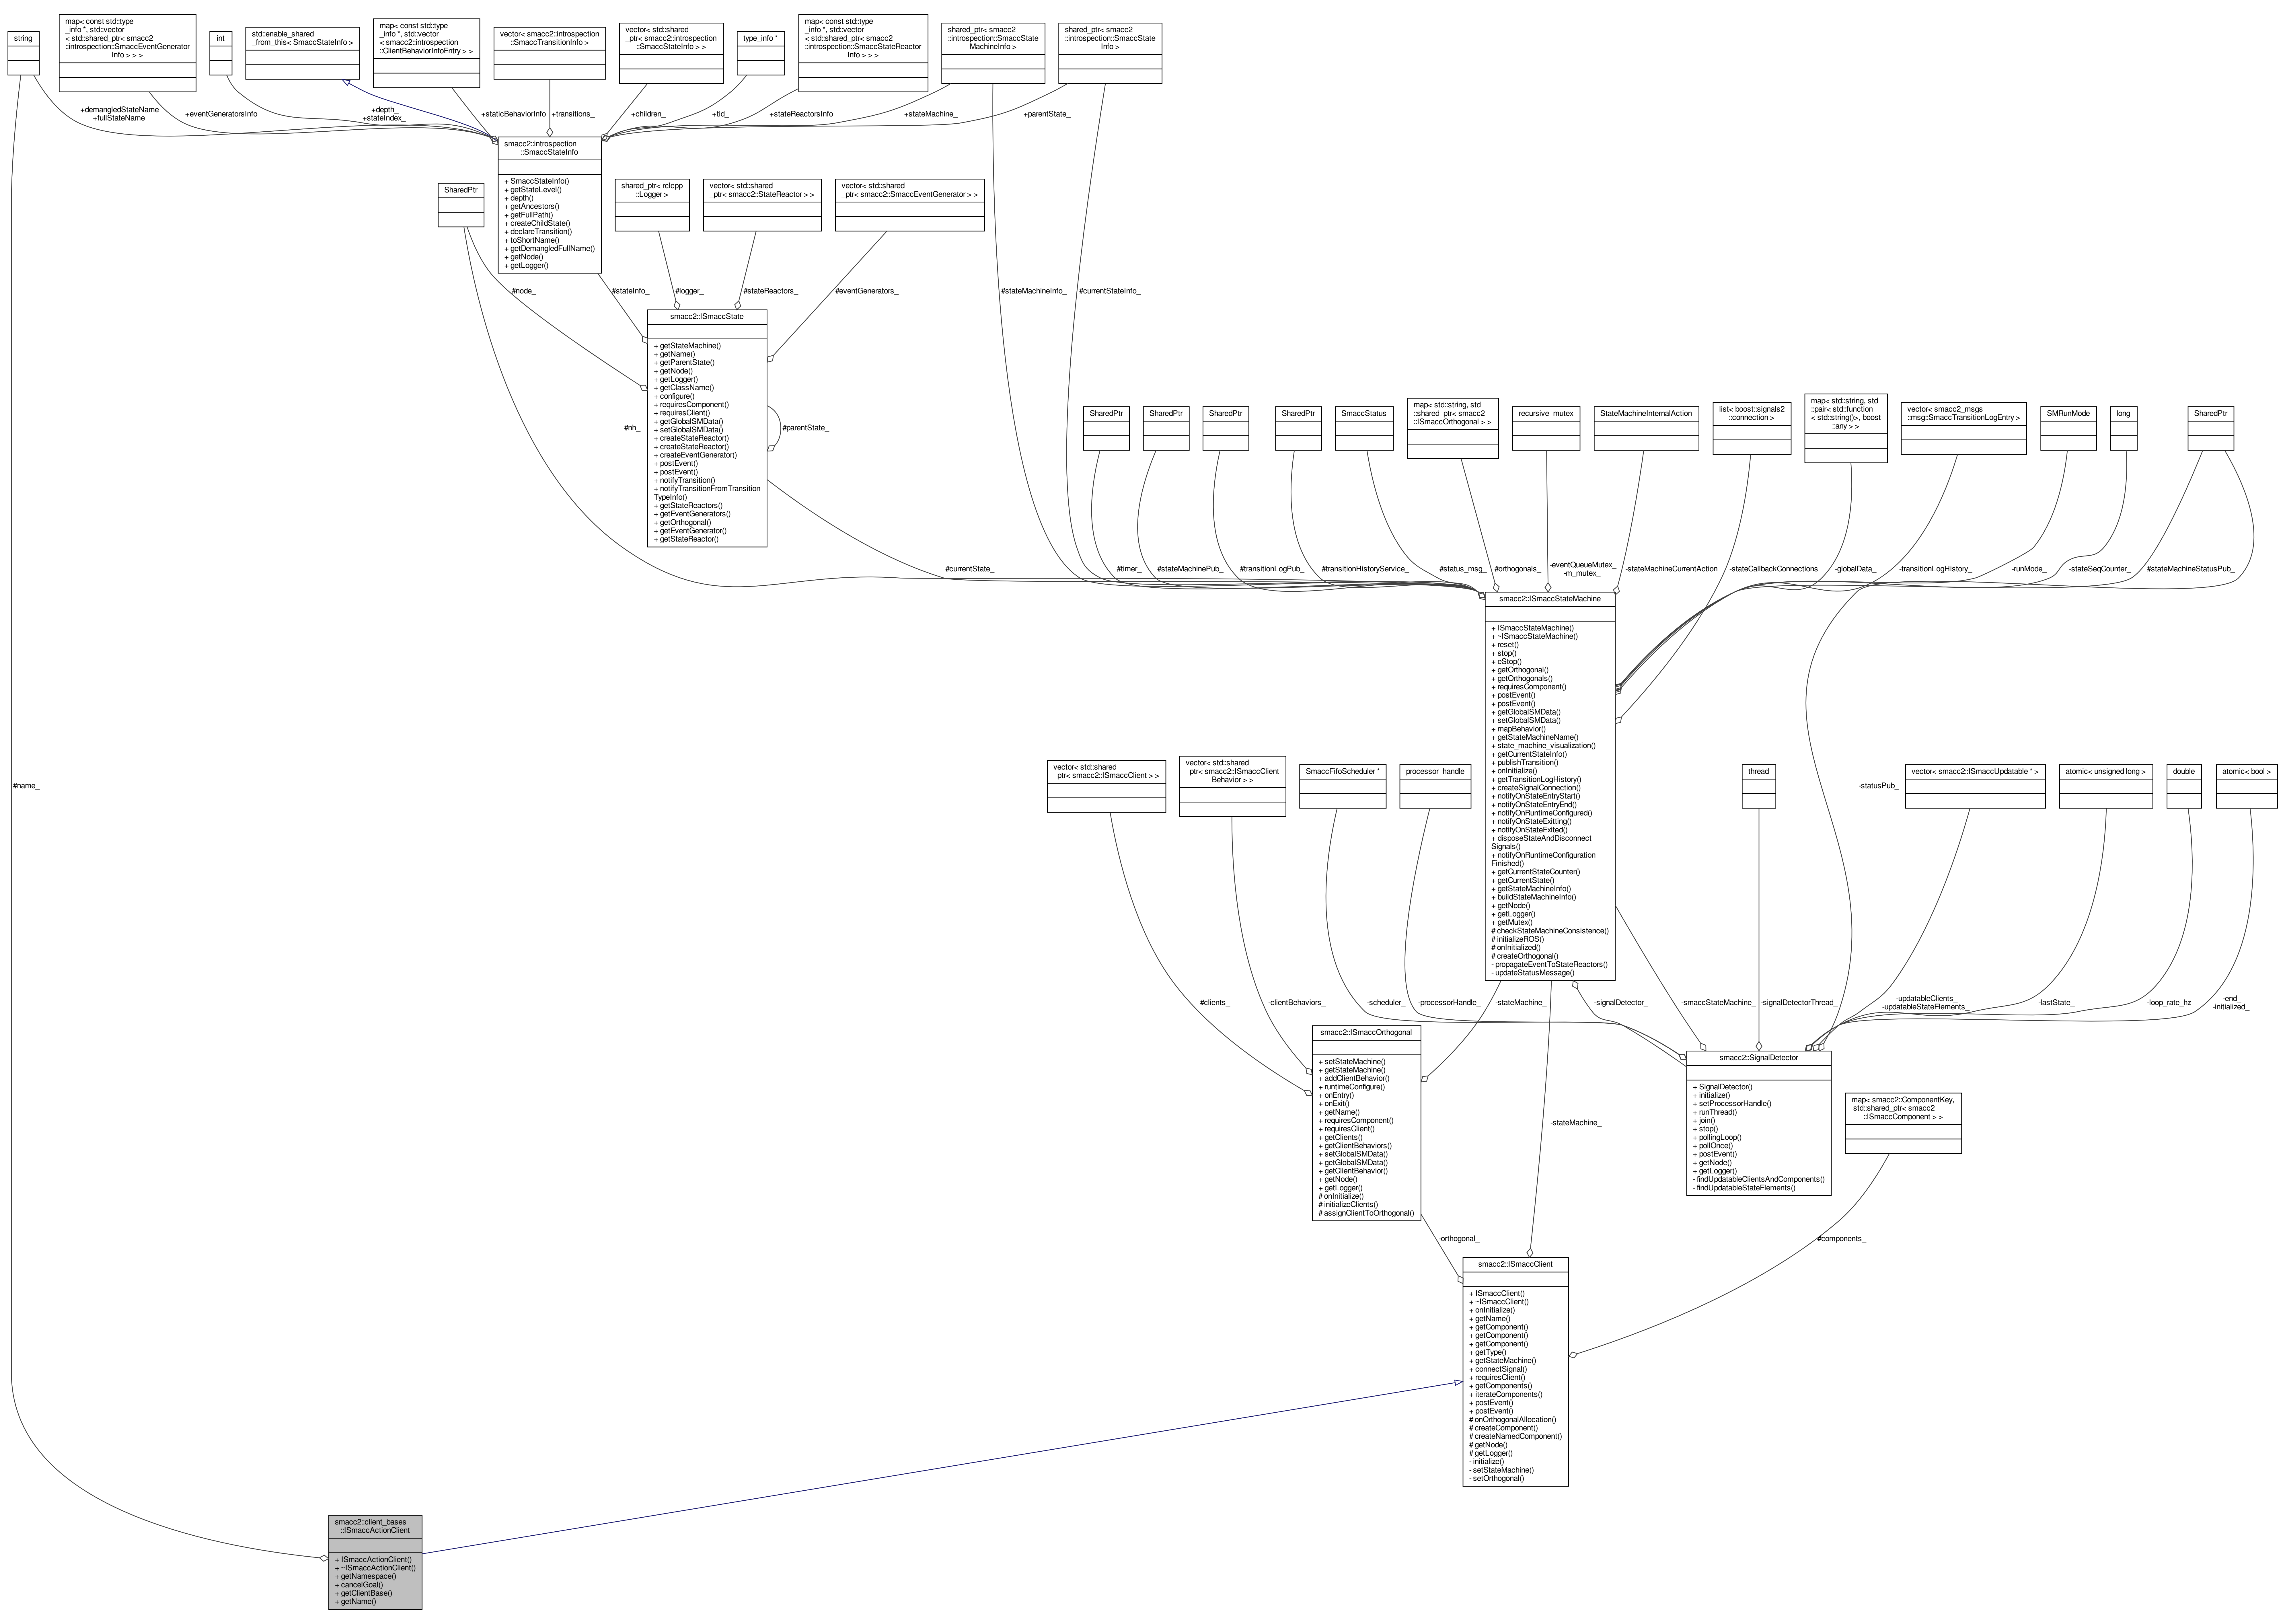 string
map< const std::type
_info *, std::vector
< std::shared_ptr< smacc2
::introspection::SmaccEventGenerator
Info > > >
int
std::enable_shared
_from_this< SmaccStateInfo >
map< const std::type
_info *, std::vector
< smacc2::introspection
::ClientBehaviorInfoEntry > >
vector< smacc2::introspection
::SmaccTransitionInfo >
vector< std::shared
_ptr< smacc2::introspection
::SmaccStateInfo > >
type_info *
map< const std::type
_info *, std::vector
< std::shared_ptr< smacc2
::introspection::SmaccStateReactor
Info > > >
shared_ptr< smacc2
::introspection::SmaccState
MachineInfo >
shared_ptr< smacc2
::introspection::SmaccState
Info >
+demangledStateName
+fullStateName
+eventGeneratorsInfo
+depth_
+stateIndex_
+staticBehaviorInfo
+transitions_
+children_
+tid_
+stateReactorsInfo
+stateMachine_
+parentState_
smacc2::introspection
::SmaccStateInfo
+ SmaccStateInfo()
+ getStateLevel()
+ depth()
+ getAncestors()
+ getFullPath()
+ createChildState()
+ declareTransition()
+ toShortName()
+ getDemangledFullName()
+ getNode()
+ getLogger()
SharedPtr
shared_ptr< rclcpp
::Logger >
vector< std::shared
_ptr< smacc2::StateReactor > >
vector< std::shared
_ptr< smacc2::SmaccEventGenerator > >
#node_
#stateInfo_
#logger_
#stateReactors_
#eventGenerators_
#stateMachineInfo_
#currentStateInfo_
smacc2::ISmaccState
+ getStateMachine()
+ getName()
+ getParentState()
+ getNode()
+ getLogger()
+ getClassName()
+ configure()
+ requiresComponent()
+ requiresClient()
+ getGlobalSMData()
+ setGlobalSMData()
+ createStateReactor()
+ createStateReactor()
+ createEventGenerator()
+ postEvent()
+ postEvent()
+ notifyTransition()
+ notifyTransitionFromTransition
TypeInfo()
+ getStateReactors()
+ getEventGenerators()
+ getOrthogonal()
+ getEventGenerator()
+ getStateReactor()
#nh_
#parentState_
SharedPtr
SharedPtr
SharedPtr
SharedPtr
SmaccStatus
map< std::string, std
::shared_ptr< smacc2
::ISmaccOrthogonal > >
recursive_mutex
StateMachineInternalAction
list< boost::signals2
::connection >
map< std::string, std
::pair< std::function
< std::string()>, boost
::any > >
vector< smacc2_msgs
::msg::SmaccTransitionLogEntry >
SMRunMode
long
SharedPtr
#currentState_
#timer_
#stateMachinePub_
#transitionLogPub_
#transitionHistoryService_
#status_msg_
#orthogonals_
-eventQueueMutex_
-m_mutex_
-stateMachineCurrentAction
-stateCallbackConnections
-globalData_
-transitionLogHistory_
-runMode_
-stateSeqCounter_
#stateMachineStatusPub_
smacc2::ISmaccStateMachine
+ ISmaccStateMachine()
+ ~ISmaccStateMachine()
+ reset()
+ stop()
+ eStop()
+ getOrthogonal()
+ getOrthogonals()
+ requiresComponent()
+ postEvent()
+ postEvent()
+ getGlobalSMData()
+ setGlobalSMData()
+ mapBehavior()
+ getStateMachineName()
+ state_machine_visualization()
+ getCurrentStateInfo()
+ publishTransition()
+ onInitialize()
+ getTransitionLogHistory()
+ createSignalConnection()
+ notifyOnStateEntryStart()
+ notifyOnStateEntryEnd()
+ notifyOnRuntimeConfigured()
+ notifyOnStateExitting()
+ notifyOnStateExited()
+ disposeStateAndDisconnect
Signals()
+ notifyOnRuntimeConfiguration
Finished()
+ getCurrentStateCounter()
+ getCurrentState()
+ getStateMachineInfo()
+ buildStateMachineInfo()
+ getNode()
+ getLogger()
+ getMutex()
# checkStateMachineConsistence()
# initializeROS()
# onInitialized()
# createOrthogonal()
- propagateEventToStateReactors()
- updateStatusMessage()
#name_
vector< std::shared
_ptr< smacc2::ISmaccClient > >
vector< std::shared
_ptr< smacc2::ISmaccClient
Behavior > >
SmaccFifoScheduler *
processor_handle
thread
-statusPub_
vector< smacc2::ISmaccUpdatable * >
atomic< unsigned long >
double
atomic< bool >
#clients_
-clientBehaviors_
-scheduler_
-processorHandle_
-stateMachine_
-signalDetector_
-smaccStateMachine_
-signalDetectorThread_
-updatableClients_
-updatableStateElements_
-lastState_
-loop_rate_hz
-end_
-initialized_
smacc2::ISmaccOrthogonal
+ setStateMachine()
+ getStateMachine()
+ addClientBehavior()
+ runtimeConfigure()
+ onEntry()
+ onExit()
+ getName()
+ requiresComponent()
+ requiresClient()
+ getClients()
+ getClientBehaviors()
+ setGlobalSMData()
+ getGlobalSMData()
+ getClientBehavior()
+ getNode()
+ getLogger()
# onInitialize()
# initializeClients()
# assignClientToOrthogonal()
smacc2::SignalDetector
+ SignalDetector()
+ initialize()
+ setProcessorHandle()
+ runThread()
+ join()
+ stop()
+ pollingLoop()
+ pollOnce()
+ postEvent()
+ getNode()
+ getLogger()
- findUpdatableClientsAndComponents()
- findUpdatableStateElements()
map< smacc2::ComponentKey,
std::shared_ptr< smacc2
::ISmaccComponent > >
-stateMachine_
-orthogonal_
#components_
smacc2::ISmaccClient
+ ISmaccClient()
+ ~ISmaccClient()
+ onInitialize()
+ getName()
+ getComponent()
+ getComponent()
+ getComponent()
+ getType()
+ getStateMachine()
+ connectSignal()
+ requiresClient()
+ getComponents()
+ iterateComponents()
+ postEvent()
+ postEvent()
# onOrthogonalAllocation()
# createComponent()
# createNamedComponent()
# getNode()
# getLogger()
- initialize()
- setStateMachine()
- setOrthogonal()
smacc2::client_bases
::ISmaccActionClient
+ ISmaccActionClient()
+ ~ISmaccActionClient()
+ getNamespace()
+ cancelGoal()
+ getClientBase()
+ getName()